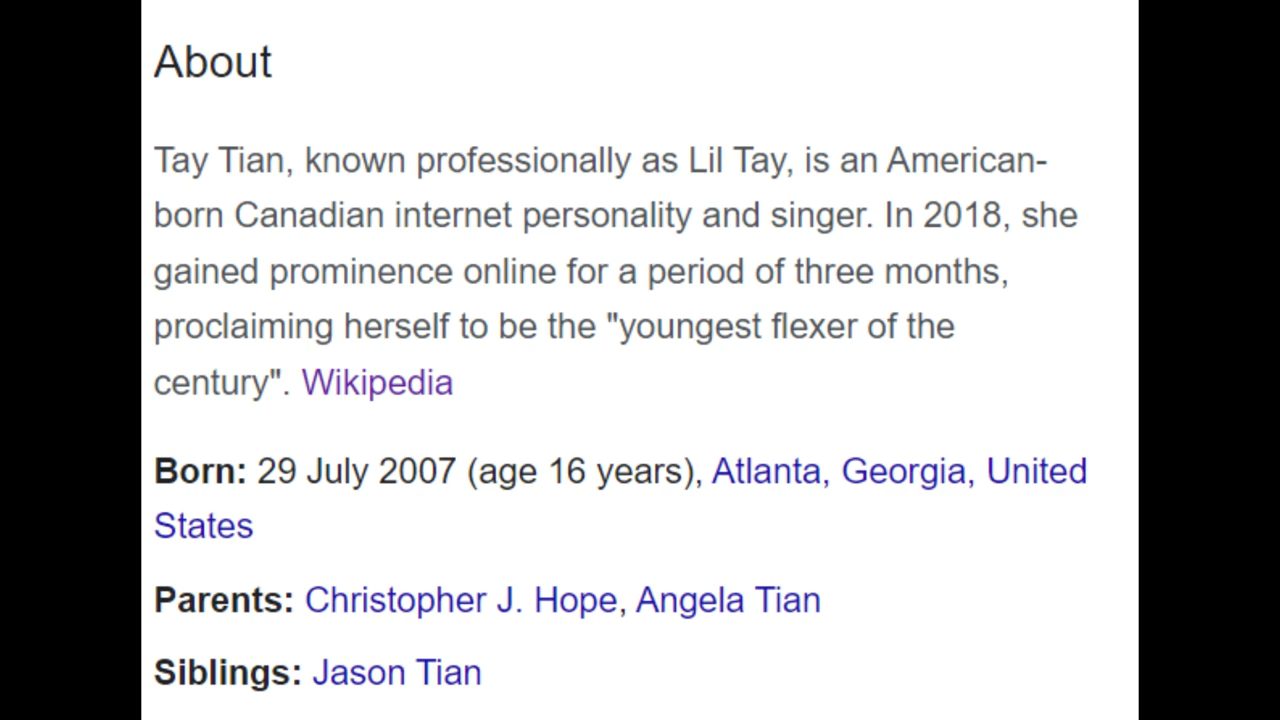 About
Tay Tian, known professionally as Lil Tay, is an American-
born Canadian internet personality and singer. In 2018, she
gained prominence online for a period of three months,
proclaiming herself to be the "youngest flexer of the
century". Wikipedia
Born: 29 July 2007 (age 16 years), Atlanta, Georgia, United
States
Parents: Christopher J. Hope, Angela Tian
Siblings: Jason Tian